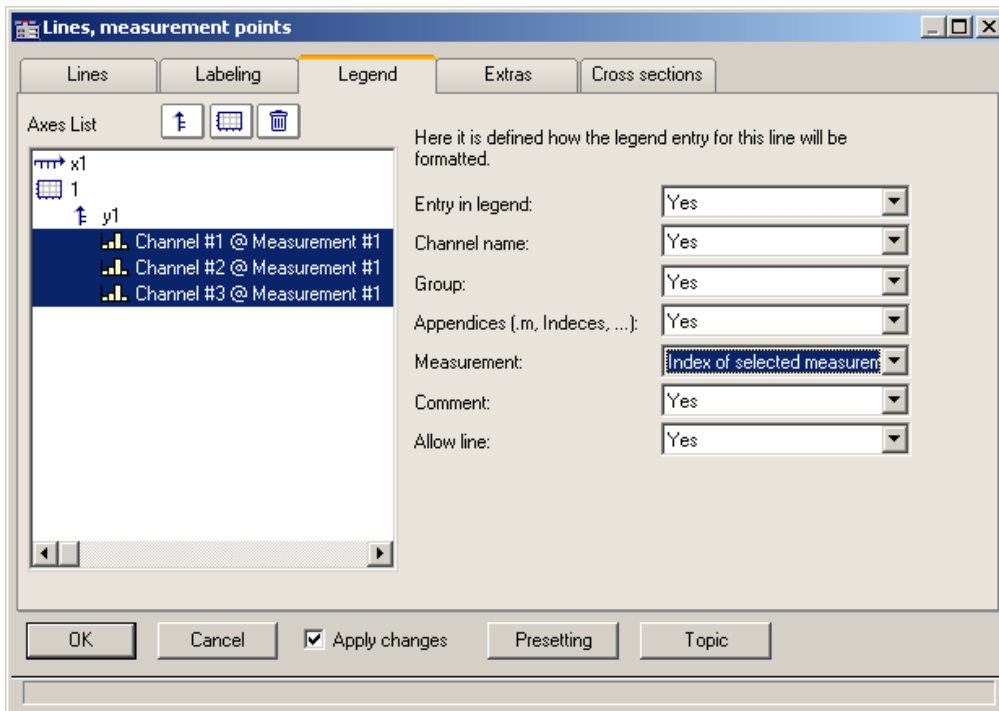 Lines, measurement points
Lines
Labeling
Legend
Extras
Cross sections
Axes List
x1
1
y1
Channel #1 @ Measurement #1
Channel #2 @ Measurement #1
Channel #3 @ Measurement #1
Here it is defined how the legend entry for this line will be
formatted.
Entry in legend: Yes
Channel name: Yes
Group: Yes
Appendices (.m, Indeces, ...): Yes
Measurement: Index of selected measuren
Comment: Yes
Allow line: Yes
OK
Cancel
Apply changes
Presetting
Topic